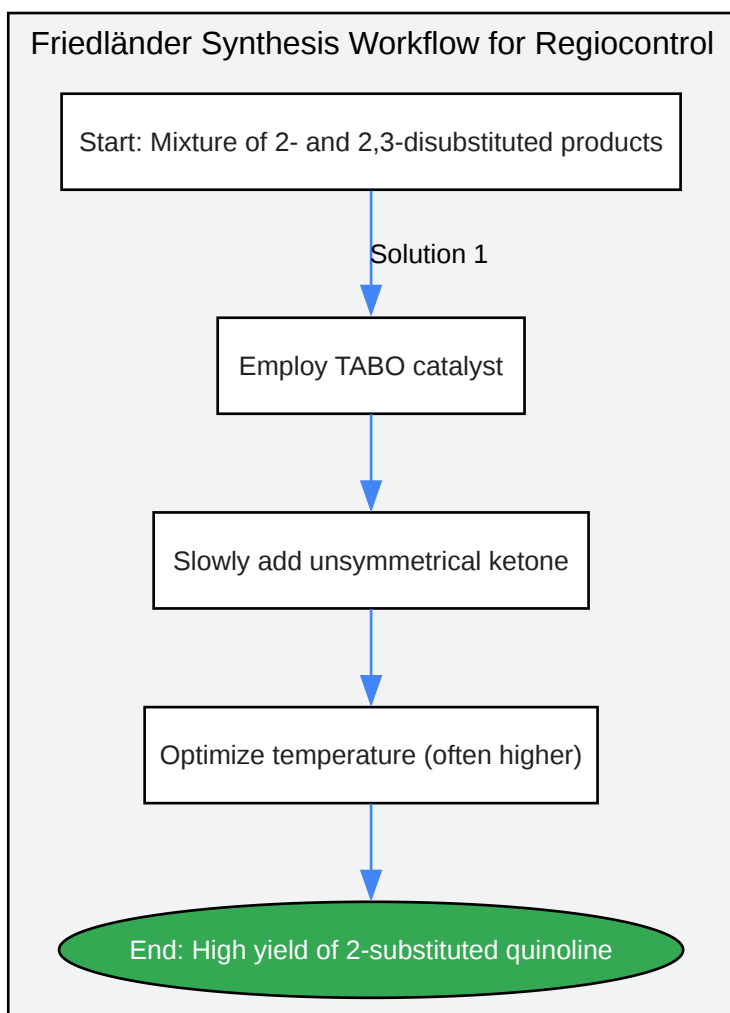 Friedländer Synthesis Workflow for Regiocontrol
Start: Mixture of 2- and 2,3-disubstituted products
Solution 1
Employ TABO catalyst
Slowly add unsymmetrical ketone
Optimize temperature (often higher)
End: High yield of 2-substituted quinoline